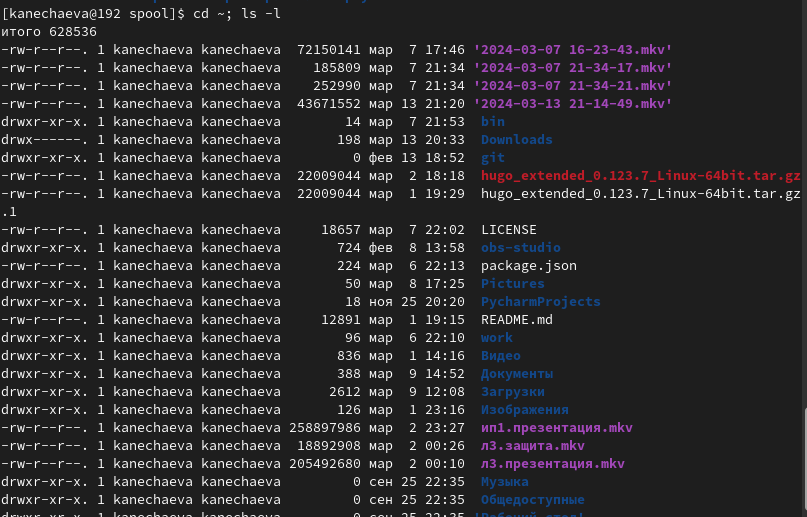 [kanechaeva@192 spool]$ cd ~; ls -l
итого 628536
-rw-r--r--. 1 kanechaeva kanechaeva  72150141 мар  7 17:46 '2024-03-07 16-23-43.mkv'
-rw-r--r--. 1 kanechaeva kanechaeva    185809 мар  7 21:34 '2024-03-07 21-34-17.mkv'
-rw-r--r--. 1 kanechaeva kanechaeva    252990 мар  7 21:34 '2024-03-07 21-34-21.mkv'
-rw-r--r--. 1 kanechaeva kanechaeva  43671552 мар 13 21:20 '2024-03-13 21-14-49.mkv'
drwxr-xr-x. 1 kanechaeva kanechaeva        14 мар  7 21:53  bin
drwx------. 1 kanechaeva kanechaeva       198 мар 13 20:33  Downloads
drwxr-xr-x. 1 kanechaeva kanechaeva         0 фев 13 18:52  git
-rw-r--r--. 1 kanechaeva kanechaeva  22009044 мар  2 18:18  hugo_extended_0.123.7_Linux-64bit.tar.gz
-rw-r--r--. 1 kanechaeva kanechaeva  22009044 мар  1 19:29  hugo_extended_0.123.7_Linux-64bit.tar.gz
.1
-rw-r--r--. 1 kanechaeva kanechaeva     18657 мар  7 22:02  LICENSE
drwxr-xr-x. 1 kanechaeva kanechaeva       724 фев  8 13:58  obs-studio
-rw-r--r--. 1 kanechaeva kanechaeva       224 мар  6 22:13  package.json
drwxr-xr-x. 1 kanechaeva kanechaeva        50 мар  8 17:25  Pictures
drwxr-xr-x. 1 kanechaeva kanechaeva        18 ноя 25 20:20  PycharmProjects
-rw-r--r--. 1 kanechaeva kanechaeva     12891 мар  1 19:15  README.md
drwxr-xr-x. 1 kanechaeva kanechaeva        96 мар  6 22:10  work
drwxr-xr-x. 1 kanechaeva kanechaeva       836 мар  1 14:16  Видео
drwxr-xr-x. 1 kanechaeva kanechaeva       388 мар  9 14:52  Документы
drwxr-xr-x. 1 kanechaeva kanechaeva      2612 мар  9 12:08  Загрузки
drwxr-xr-x. 1 kanechaeva kanechaeva       126 мар  1 23:16  Изображения
-rw-r--r--. 1 kanechaeva kanechaeva 258897986 мар  2 23:27  ип1.презентация.mkv
-rw-r--r--. 1 kanechaeva kanechaeva  18892908 мар  2 00:26  л3.защита.mkv
-rw-r--r--. 1 kanechaeva kanechaeva 205492680 мар  2 00:10  л3.презентация.mkv
drwxr-xr-x. 1 kanechaeva kanechaeva         0 сен 25 22:35  Музыка
drwxr-xr-x. 1 kanechaeva kanechaeva         0 сен 25 22:35  Общедоступные